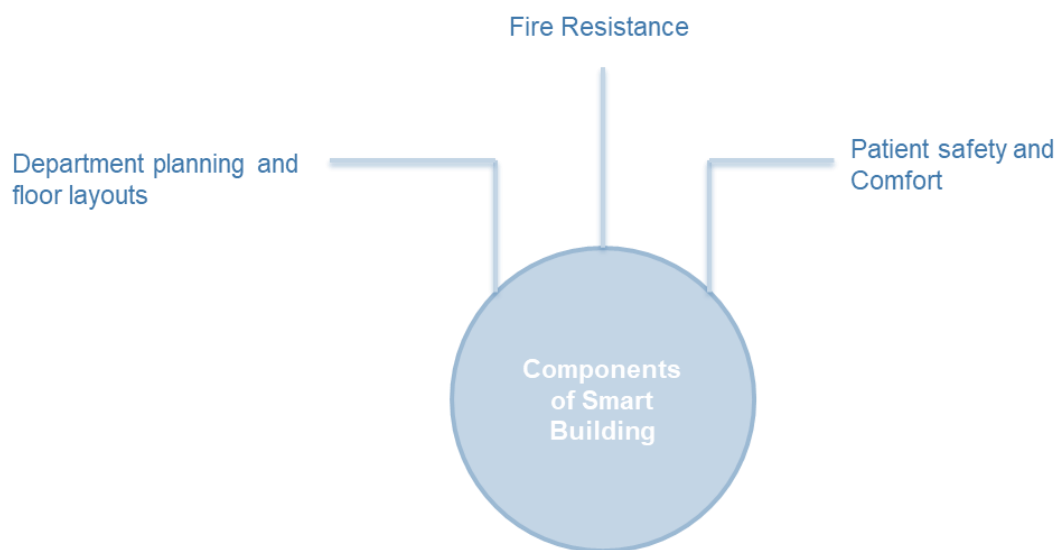 Fire Resistance
Department planning and
floor layouts
Patient safety and
Comfort
Components
of Smart
Building